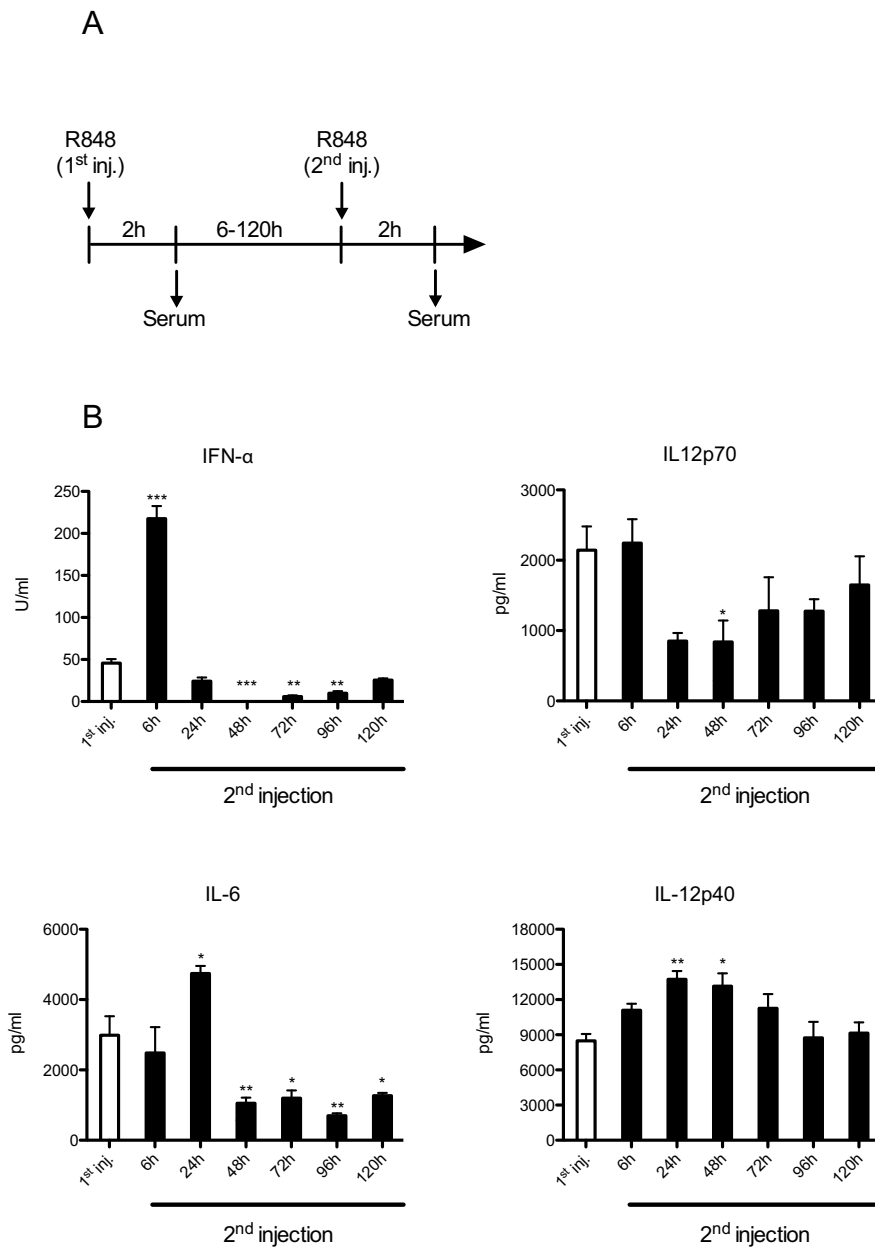 A
R848
(1st inj.)
R848
(2nd inj.)
2h
6-120h
2h
Serum
Serum
B
IFN-α
250
200
150
100
50
0
U/ml
***
***
**
**
1st inj.
6h
24h
48h
72h
96h
120h
2nd injection
IL12p70
3000
2000
1000
0
pg/ml
*
1st inj.
6h
24h
48h
72h
96h
120h
2nd injection
IL-6
6000
4000
2000
0
pg/ml
*
**
*
**
*
1st inj.
6h
24h
48h
72h
96h
120h
2nd injection
IL-12p40
18000
15000
12000
9000
6000
3000
0
pg/ml
**
*
1st inj.
6h
24h
48h
72h
96h
120h
2nd injection